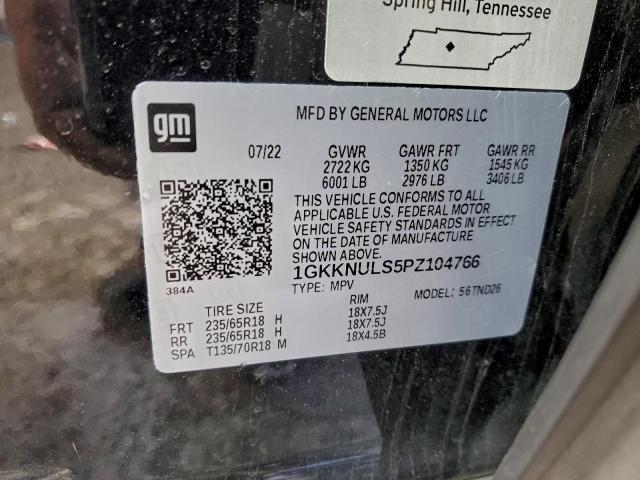 Spring Hill, Tennessee
gm
MFD BY GENERAL MOTORS LLC
07/22 GVWR GAWR FRT GAWR RR
2722 KG 1350 KG 1545 KG
6001 LB 2976 LB 3406 LB
THIS VEHICLE CONFORMS TO ALL
APPLICABLE U.S. FEDERAL MOTOR
VEHICLE SAFETY STANDARDS IN EFFECT
ON THE DATE OF MANUFACTURE
SHOWN ABOVE.
1GKKNULS5PZ104766
384A
TYPE: MPV MODEL: 56TND26
TIRE SIZE RIM
FRT 235/65R18 H 18X7.5J
RR 235/65R18 H 18X7.5J
SPA T135/70R18 M 18X4.5B